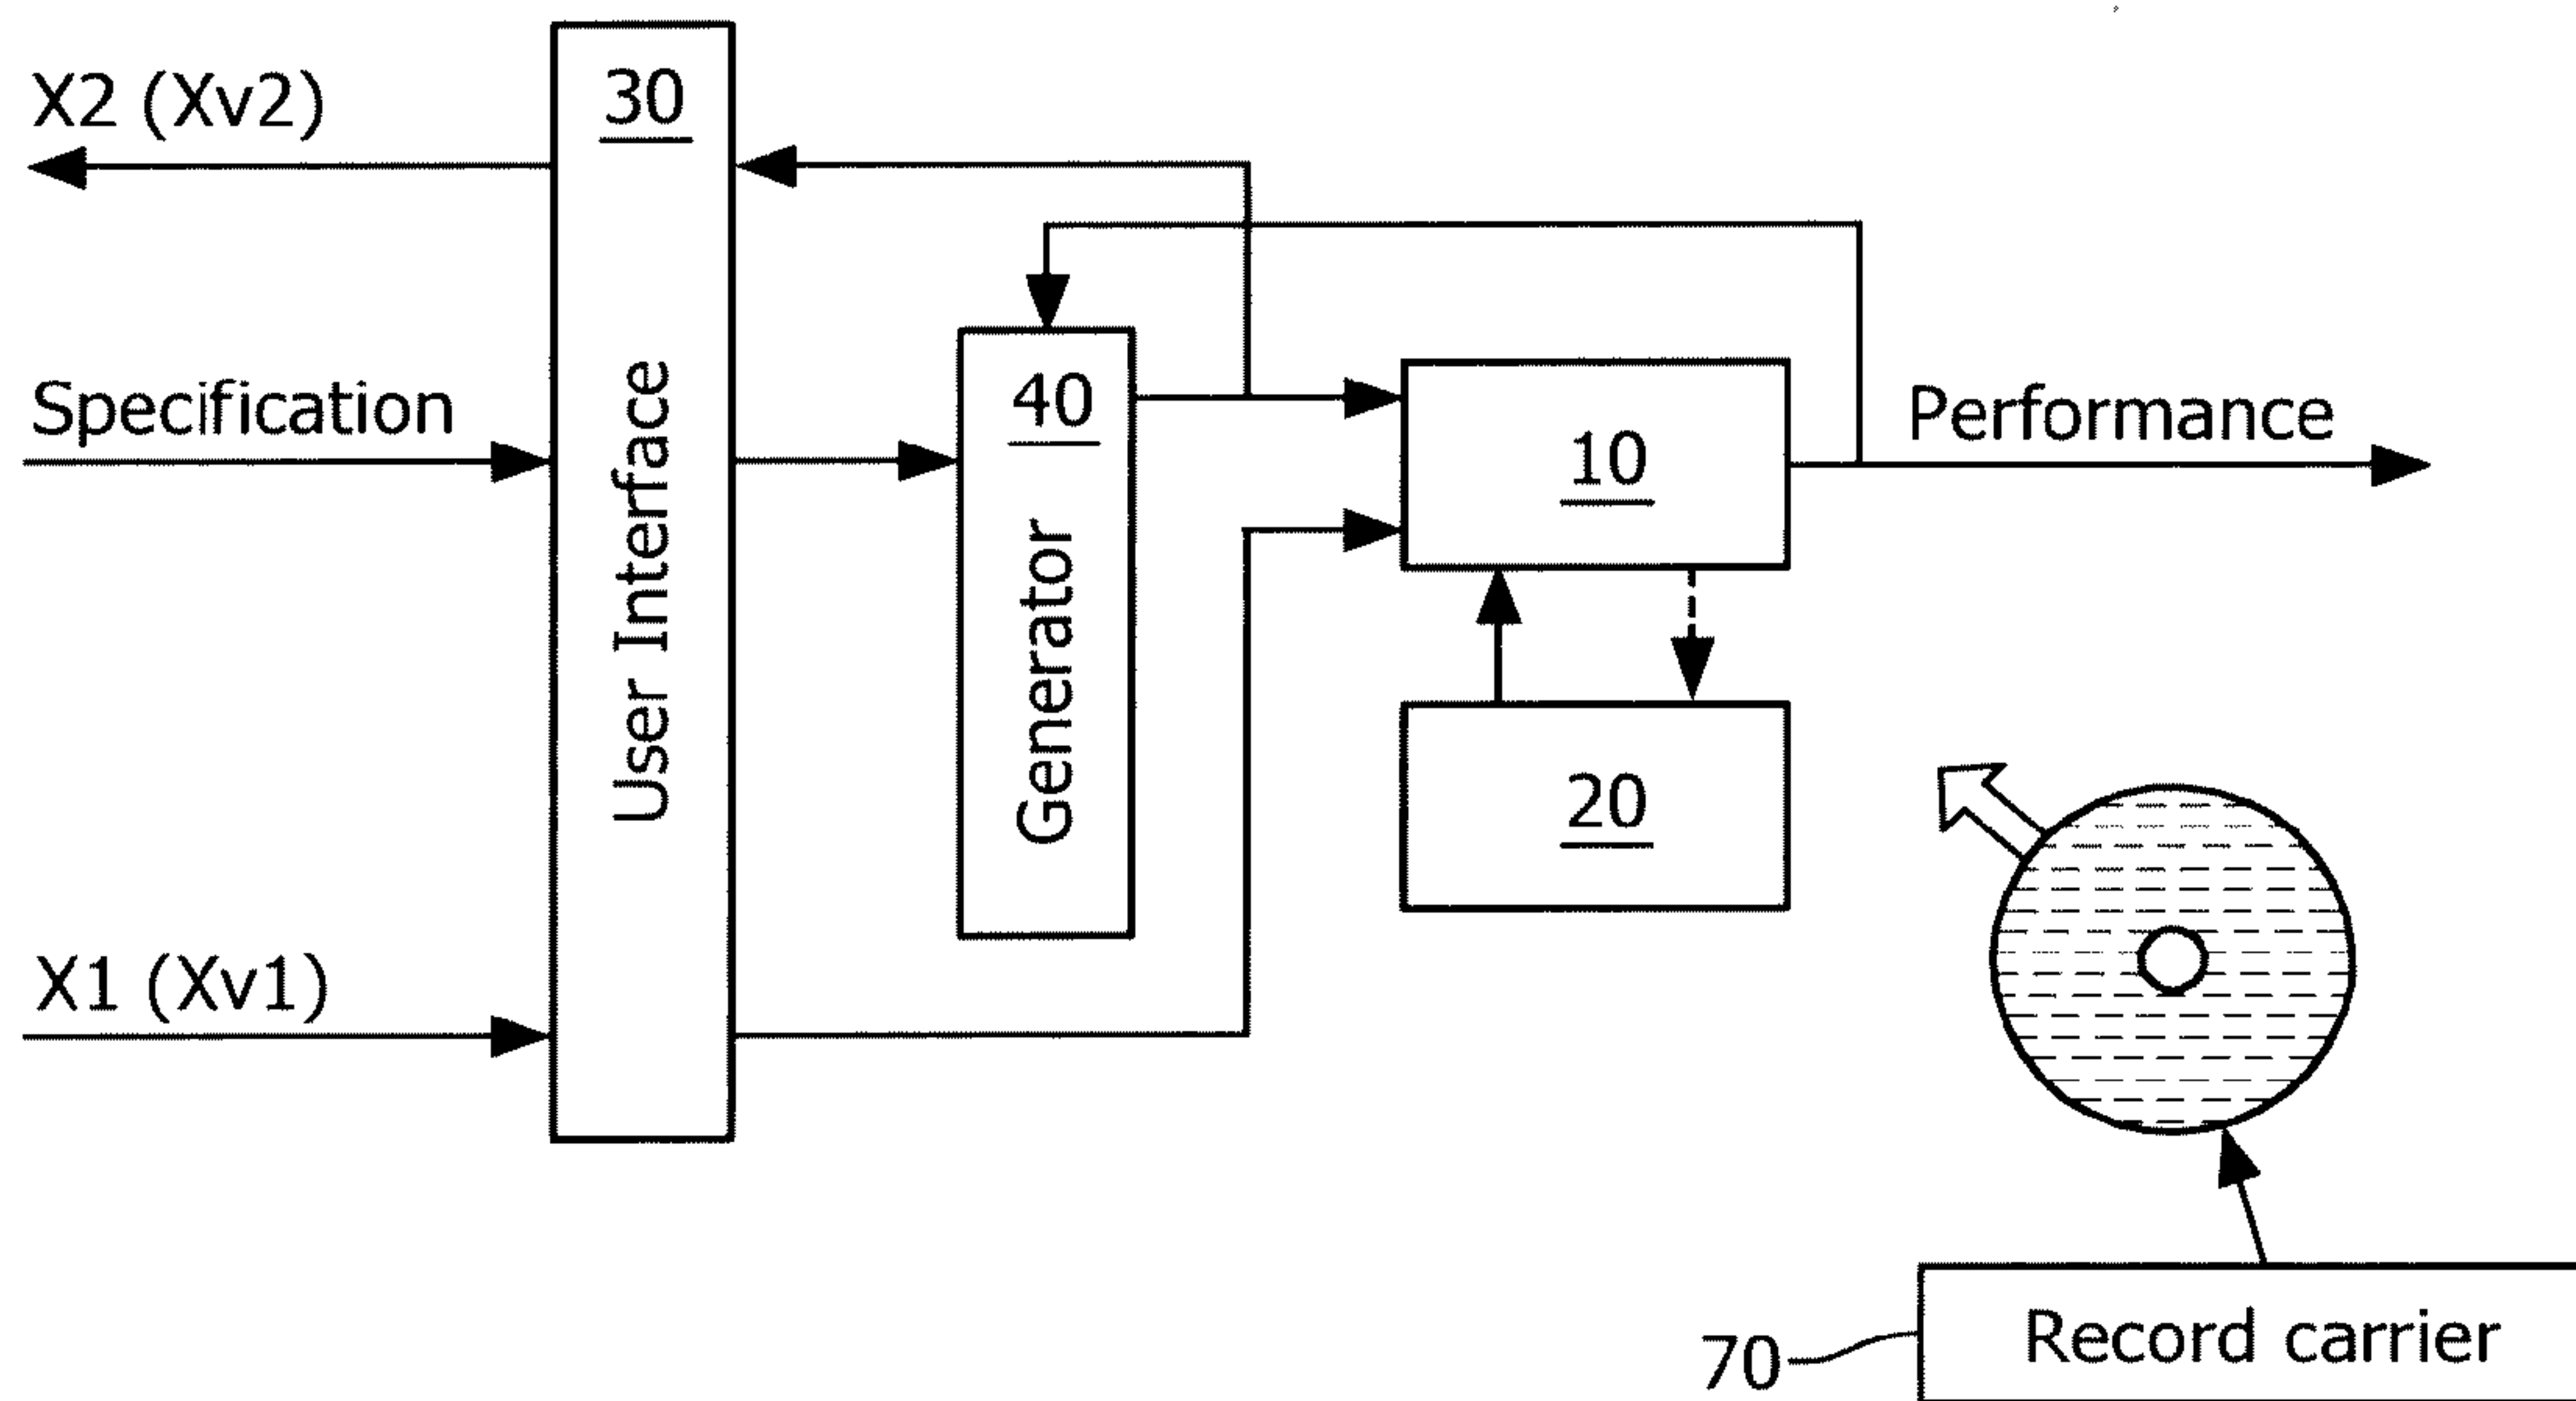 X2 (Xv2)
30
Specification
User Interface
40
Generator
10
Performance
20
X1 (Xv1)
70
Record carrier